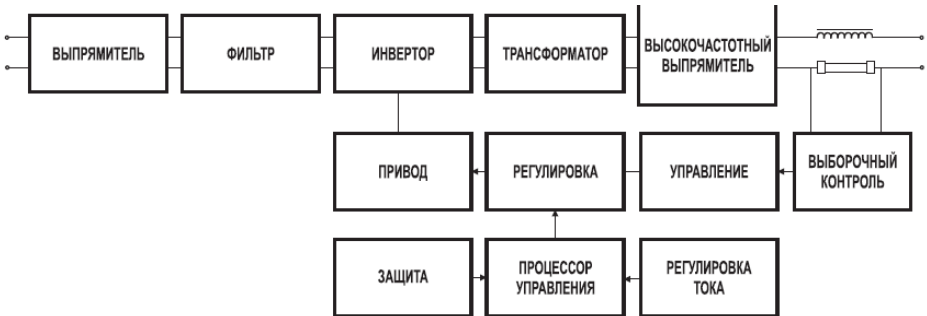 ВЫПРЯМИТЕЛЬ
ФИЛЬТР
ИНВЕРТОР
ТРАНСФОРМАТОР
ВЫСОКОЧАСТОТНЫЙ
ВЫПРЯМИТЕЛЬ
ПРИВОД
РЕГУЛИРОВКА
УПРАВЛЕНИЕ
ВЫБОРОЧНЫЙ
КОНТРОЛЬ
ЗАЩИТА
ПРОЦЕССОР
УПРАВЛЕНИЯ
РЕГУЛИРОВКА
ТОКА